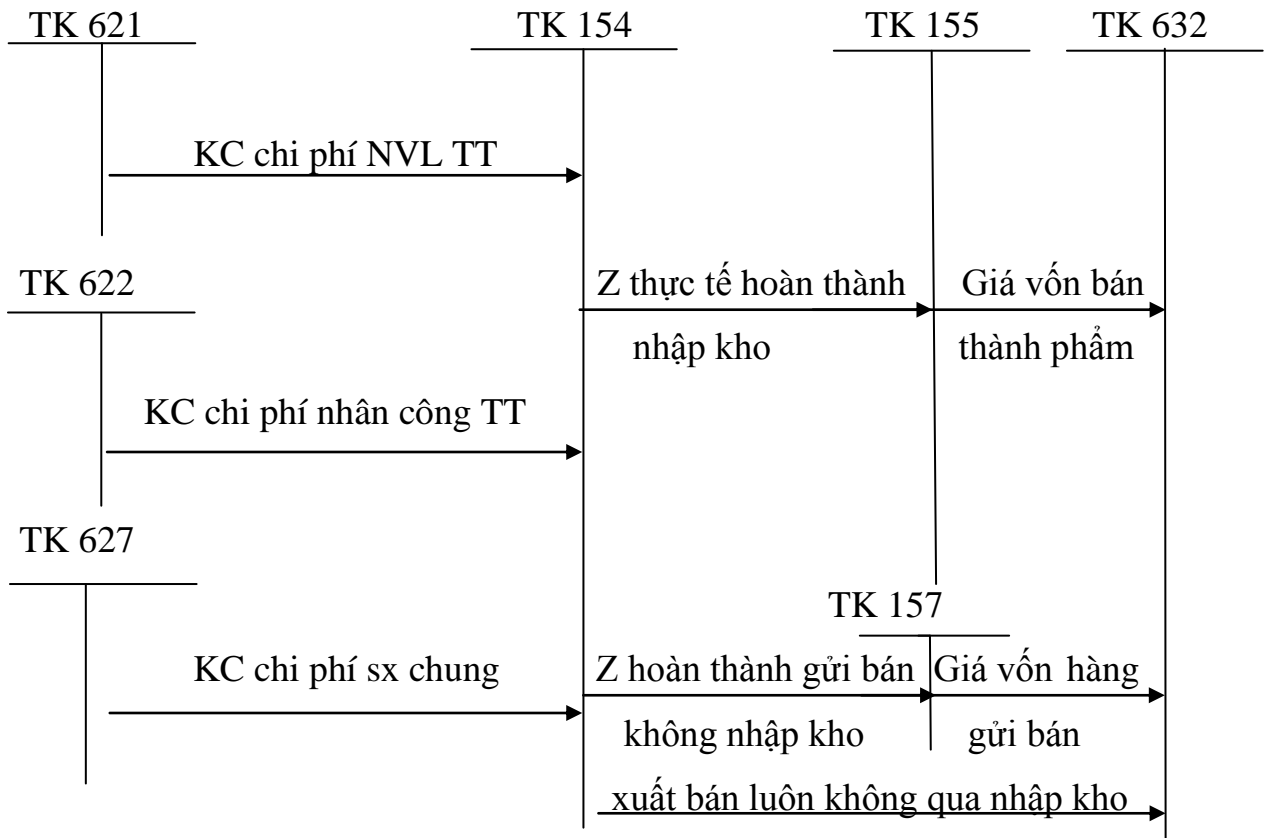 TK 621
TK 154
TK 155
TK 632
KC chi phí NVL TT
TK 622
Z thực tế hoàn thành
nhập kho
Giá vốn bán
thành phẩm
KC chi phí nhân công TT
TK 627
TK 157
KC chi phí sx chung
Z hoàn thành gửi bán
không nhập kho
Giá vốn hàng
gửi bán
xuất bán luôn không qua nhập kho